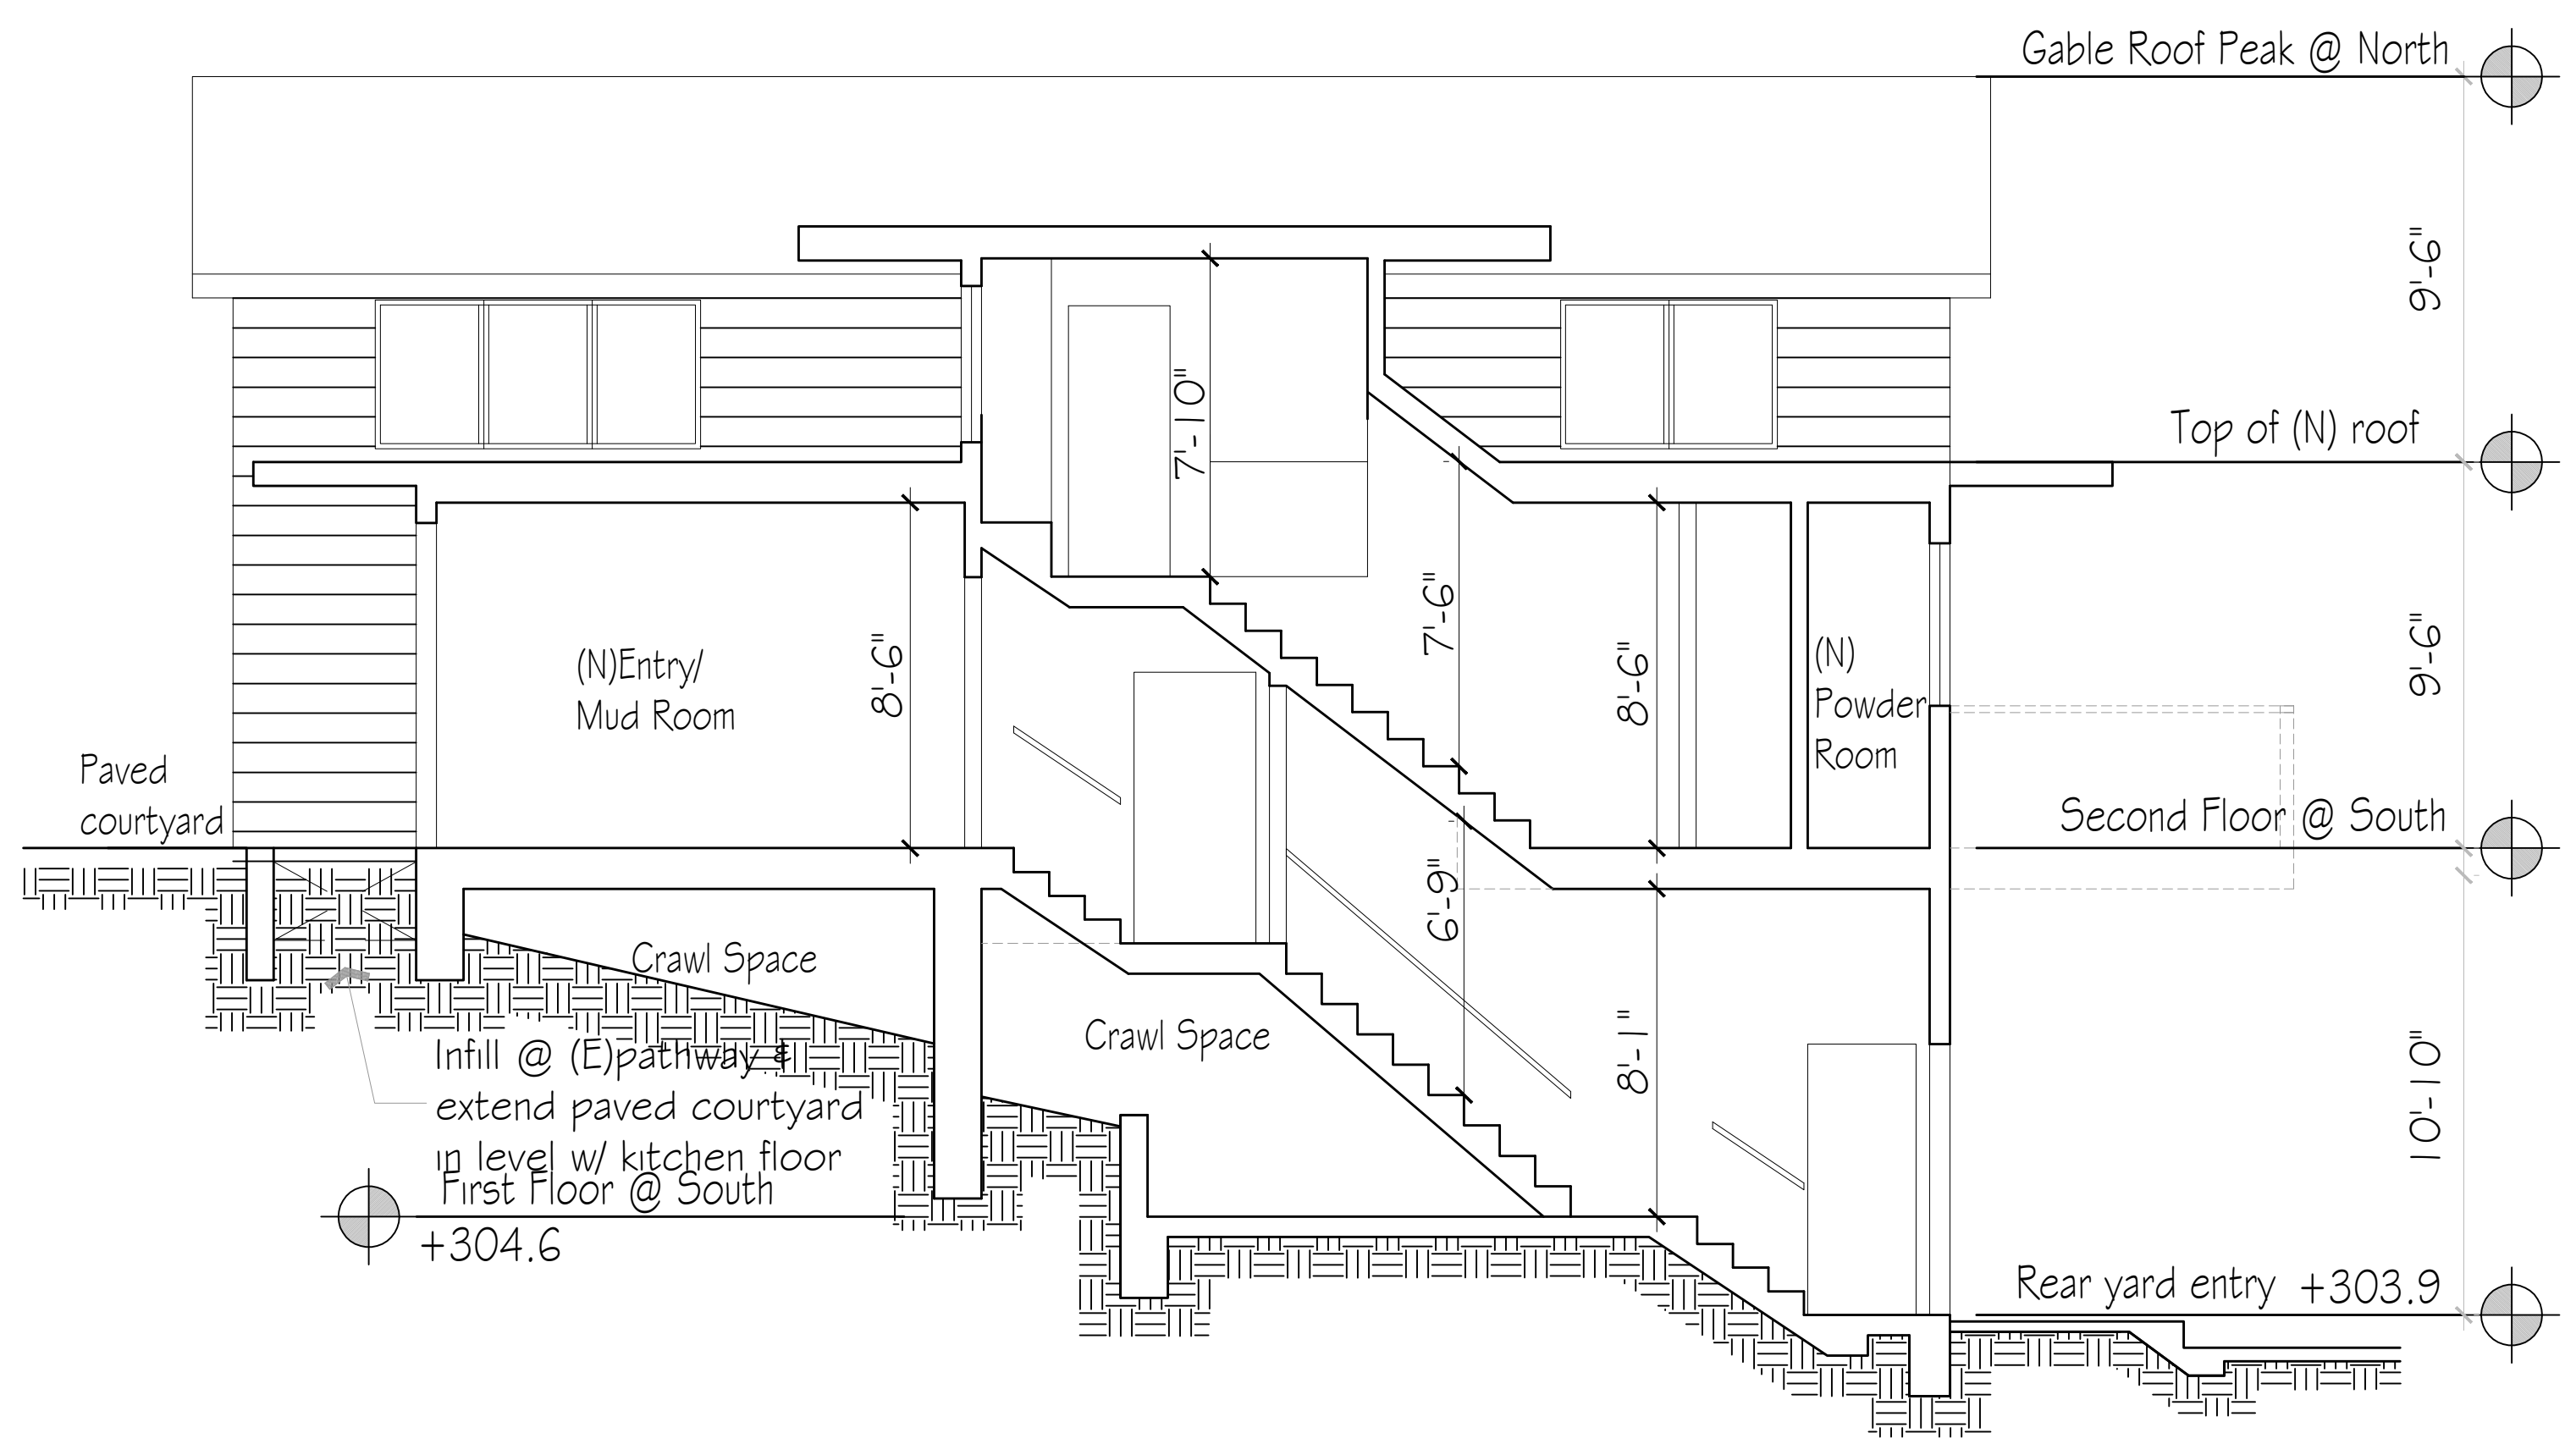 Gable Roof Peak @ North
9'-6"
7'-10"
Top of (N) roof
7'-6"
8'-6"
8'-6"
9'-6"
(N)Entry/
Mud Room
(N)
Powder
Room
Paved
courtyard
Second Floor @ South
6'-9"
Crawl Space
Crawl Space
8'-1"
10'-10"
Infill @ (E)pathway &
extend paved courtyard
in level w/ kitchen floor
First Floor @ South
+304.6
Rear yard entry +303.9